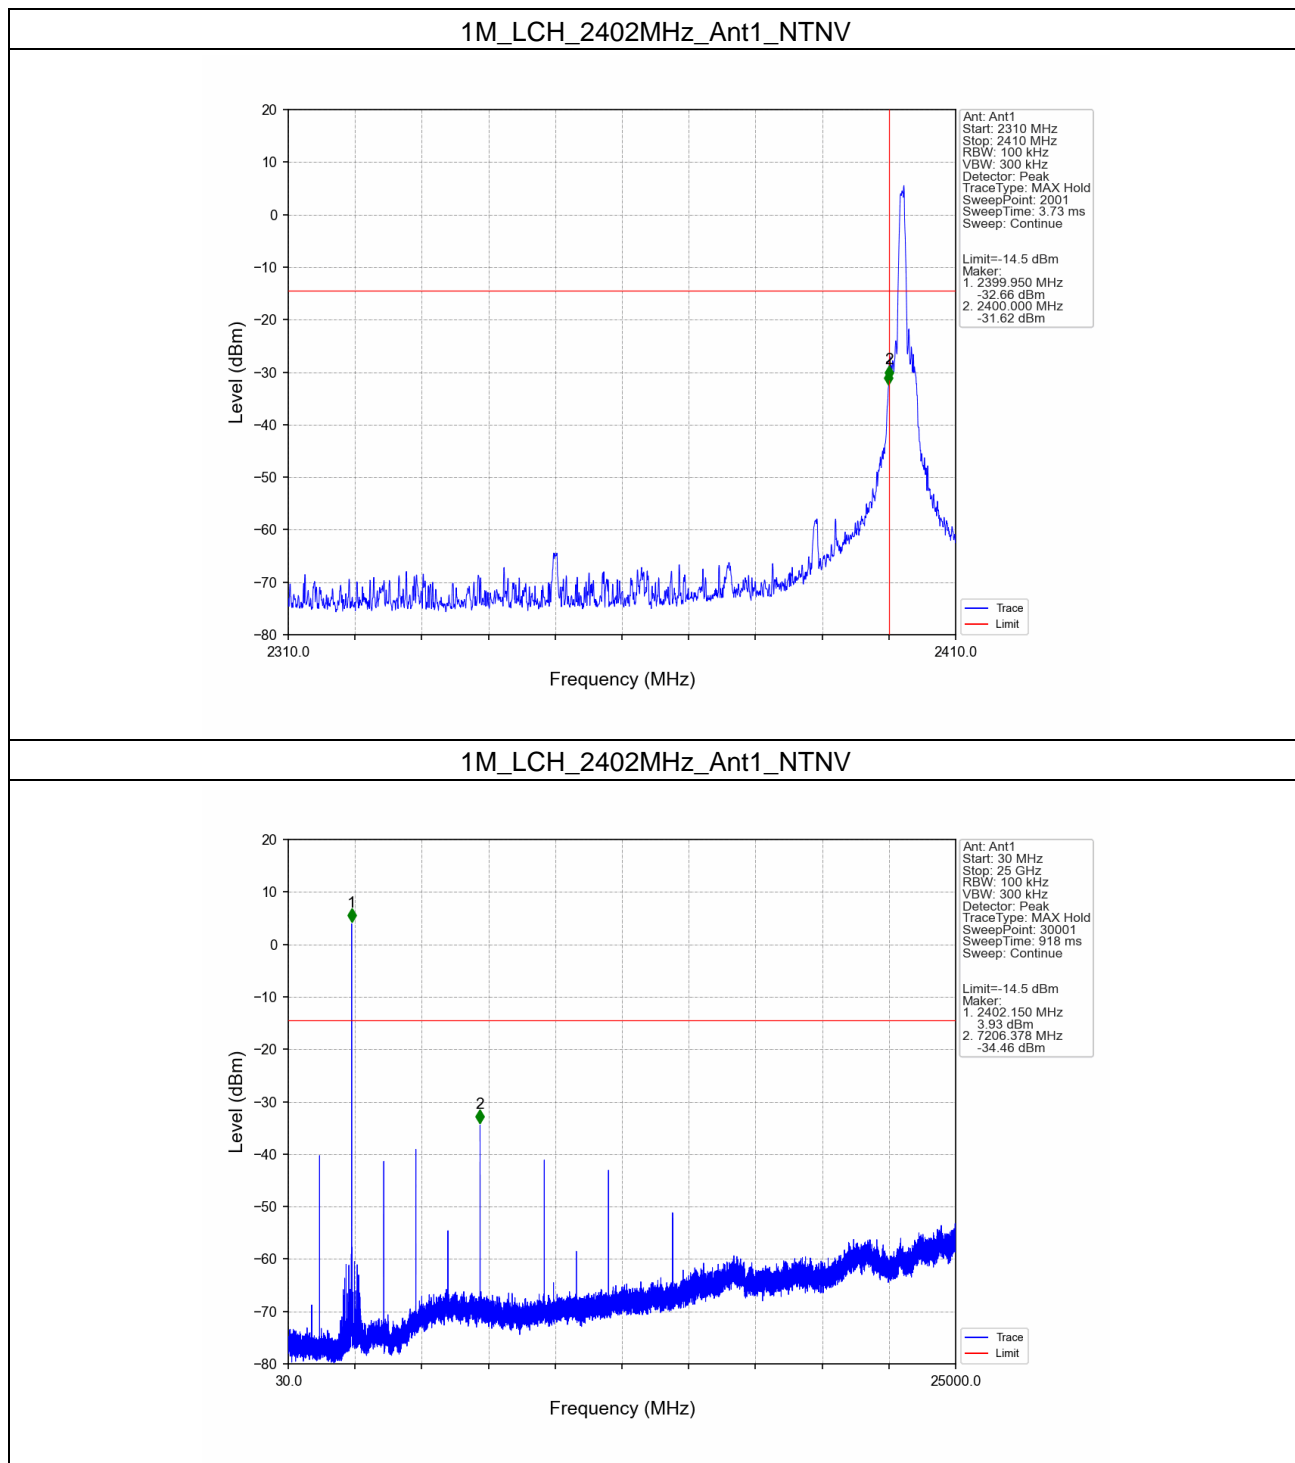 1M_LCH_2402MHz_Ant1_NTNV
20
10
0
−10
−20
−30
−40
−50
−60
−70
−80
Level (dBm)
2
2310.0
2410.0
Frequency (MHz)
Ant: Ant1
Start: 2310 MHz
Stop: 2410 MHz
RBW: 100 kHz
VBW: 300 kHz
Detector: Peak
TraceType: MAX Hold
SweepPoint: 2001
SweepTime: 3.73 ms
Sweep: Continue
Limit=-14.5 dBm
Maker:
1. 2399.950 MHz
-32.66 dBm
2. 2400.000 MHz
-31.62 dBm
Trace
Limit
1M_LCH_2402MHz_Ant1_NTNV
20
10
0
−10
−20
−30
−40
−50
−60
−70
−80
Level (dBm)
1
2
30.0
25000.0
Frequency (MHz)
Ant: Ant1
Start: 30 MHz
Stop: 25 GHz
RBW: 100 kHz
VBW: 300 kHz
Detector: Peak
TraceType: MAX Hold
SweepPoint: 30001
SweepTime: 918 ms
Sweep: Continue
Limit=-14.5 dBm
Maker:
1. 2402.150 MHz
3.93 dBm
2. 7206.378 MHz
-34.46 dBm
Trace
Limit